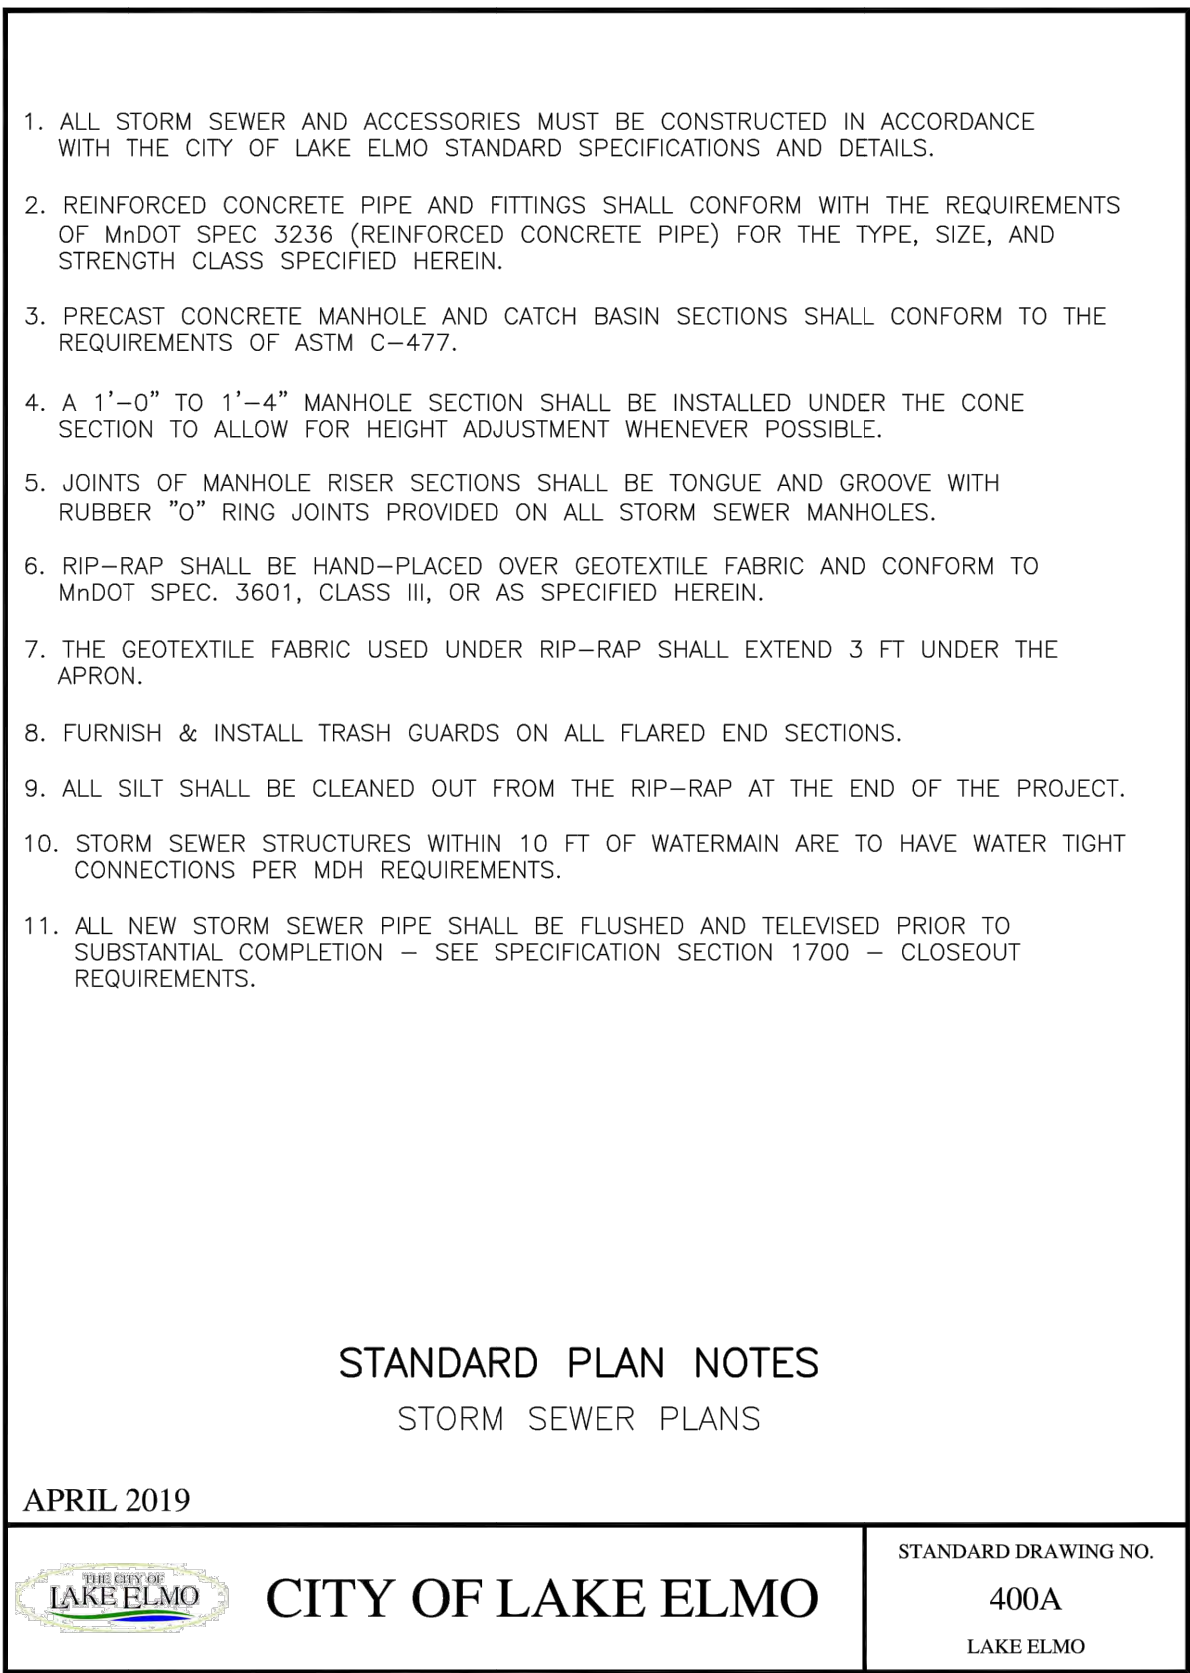 1. ALL STORM SEWER AND ACCESSORIES MUST BE CONSTRUCTED IN ACCORDANCE
WITH THE CITY OF LAKE ELMO STANDARD SPECIFICATIONS AND DETAILS.
2. REINFORCED CONCRETE PIPE AND FITTINGS SHALL CONFORM WITH THE REQUIREMENTS
OF MnDOT SPEC 3236 (REINFORCED CONCRETE PIPE) FOR THE TYPE, SIZE, AND
STRENGTH CLASS SPECIFIED HEREIN.
3. PRECAST CONCRETE MANHOLE AND CATCH BASIN SECTIONS SHALL CONFORM TO THE
REQUIREMENTS OF ASTM C–477.
4. A 1'–0" TO 1'–4" MANHOLE SECTION SHALL BE INSTALLED UNDER THE CONE
SECTION TO ALLOW FOR HEIGHT ADJUSTMENT WHENEVER POSSIBLE.
5. JOINTS OF MANHOLE RISER SECTIONS SHALL BE TONGUE AND GROOVE WITH
RUBBER "O" RING JOINTS PROVIDED ON ALL STORM SEWER MANHOLES.
6. RIP–RAP SHALL BE HAND–PLACED OVER GEOTEXTILE FABRIC AND CONFORM TO
MnDOT SPEC. 3601, CLASS III, OR AS SPECIFIED HEREIN.
7. THE GEOTEXTILE FABRIC USED UNDER RIP–RAP SHALL EXTEND 3 FT UNDER THE
APRON.
8. FURNISH & INSTALL TRASH GUARDS ON ALL FLARED END SECTIONS.
9. ALL SILT SHALL BE CLEANED OUT FROM THE RIP–RAP AT THE END OF THE PROJECT.
10. STORM SEWER STRUCTURES WITHIN 10 FT OF WATERMAIN ARE TO HAVE WATER TIGHT
CONNECTIONS PER MDH REQUIREMENTS.
11. ALL NEW STORM SEWER PIPE SHALL BE FLUSHED AND TELEVISED PRIOR TO
SUBSTANTIAL COMPLETION – SEE SPECIFICATION SECTION 1700 – CLOSEOUT
REQUIREMENTS.
STANDARD PLAN NOTES
STORM SEWER PLANS
APRIL 2019
THE CITY OF
LAKE ELMO
CITY OF LAKE ELMO
STANDARD DRAWING NO.
400A
LAKE ELMO